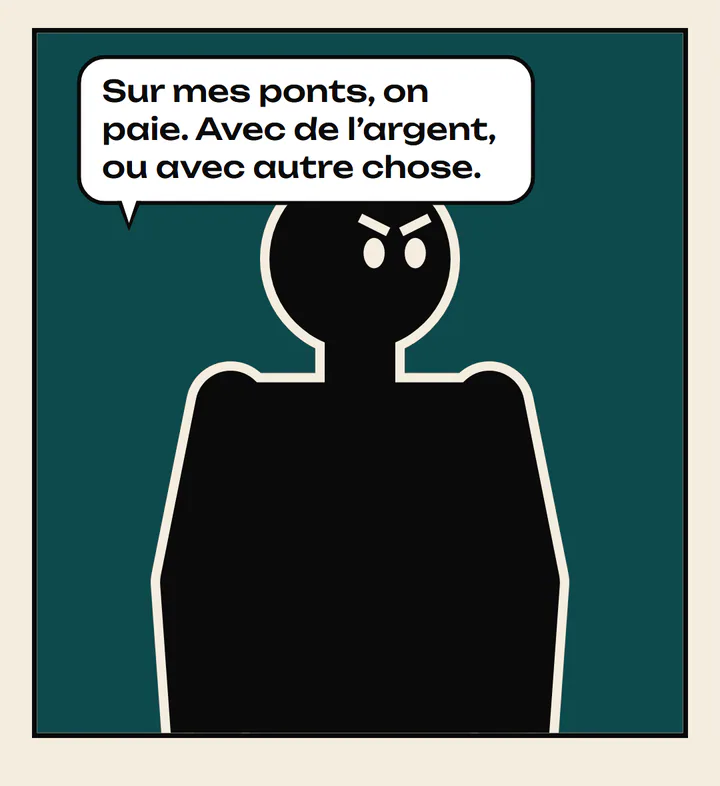 Sur mes ponts, on
paie. Avec de l’argent,
ou avec autre chose.